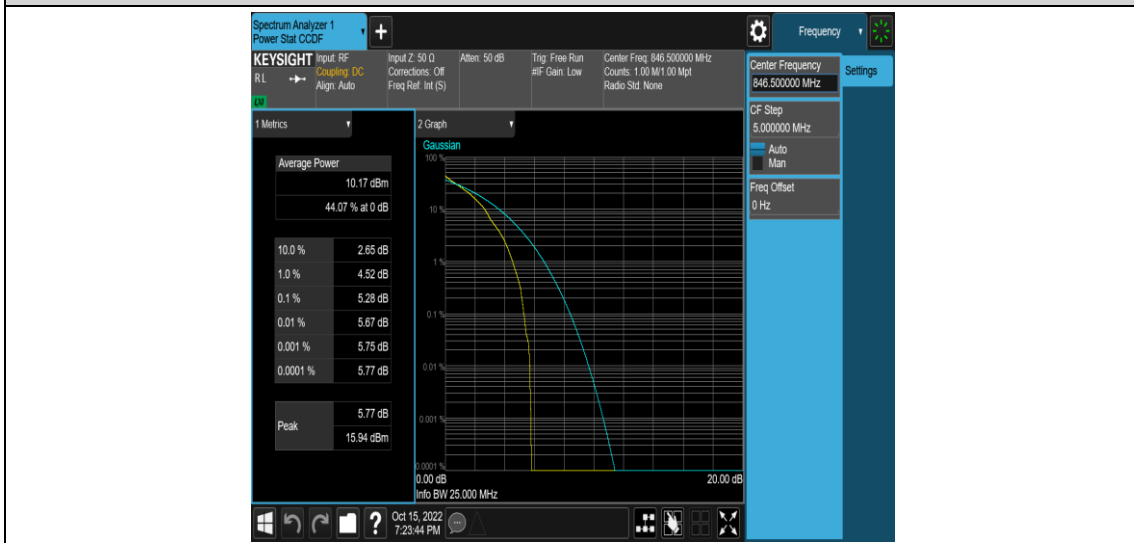 Spectrum Analyzer 1
Power Stat CCDF
+
Frequency
KEYSIGHT
RL
Input: RF
Coupling: DC
Align: Auto
Input Z: 50 Ω
Corrections: Off
Freq Ref: Int (S)
Atten: 50 dB
Trig: Free Run
#IF Gain: Low
Center Freq: 846.500000 MHz
Counts: 1.00 M/1.00 Mpt
Radio Std: None
Center Frequency
846.500000 MHz
Settings
CF Step
5.000000 MHz
Auto
Man
Freq Offset
0 Hz
1 Metrics
Average Power
10.17 dBm
44.07 % at 0 dB
10.0 % 2.65 dB
1.0 % 4.52 dB
0.1 % 5.28 dB
0.01 % 5.67 dB
0.001 % 5.75 dB
0.0001 % 5.77 dB
Peak
5.77 dB
15.94 dBm
2 Graph
Gaussian
100 %
10 %
1 %
0.1 %
0.01 %
0.001 %
0.0001 %
0.00 dB
20.00 dB
Info BW 25.000 MHz
?
Oct 15, 2022
7:23:44 PM